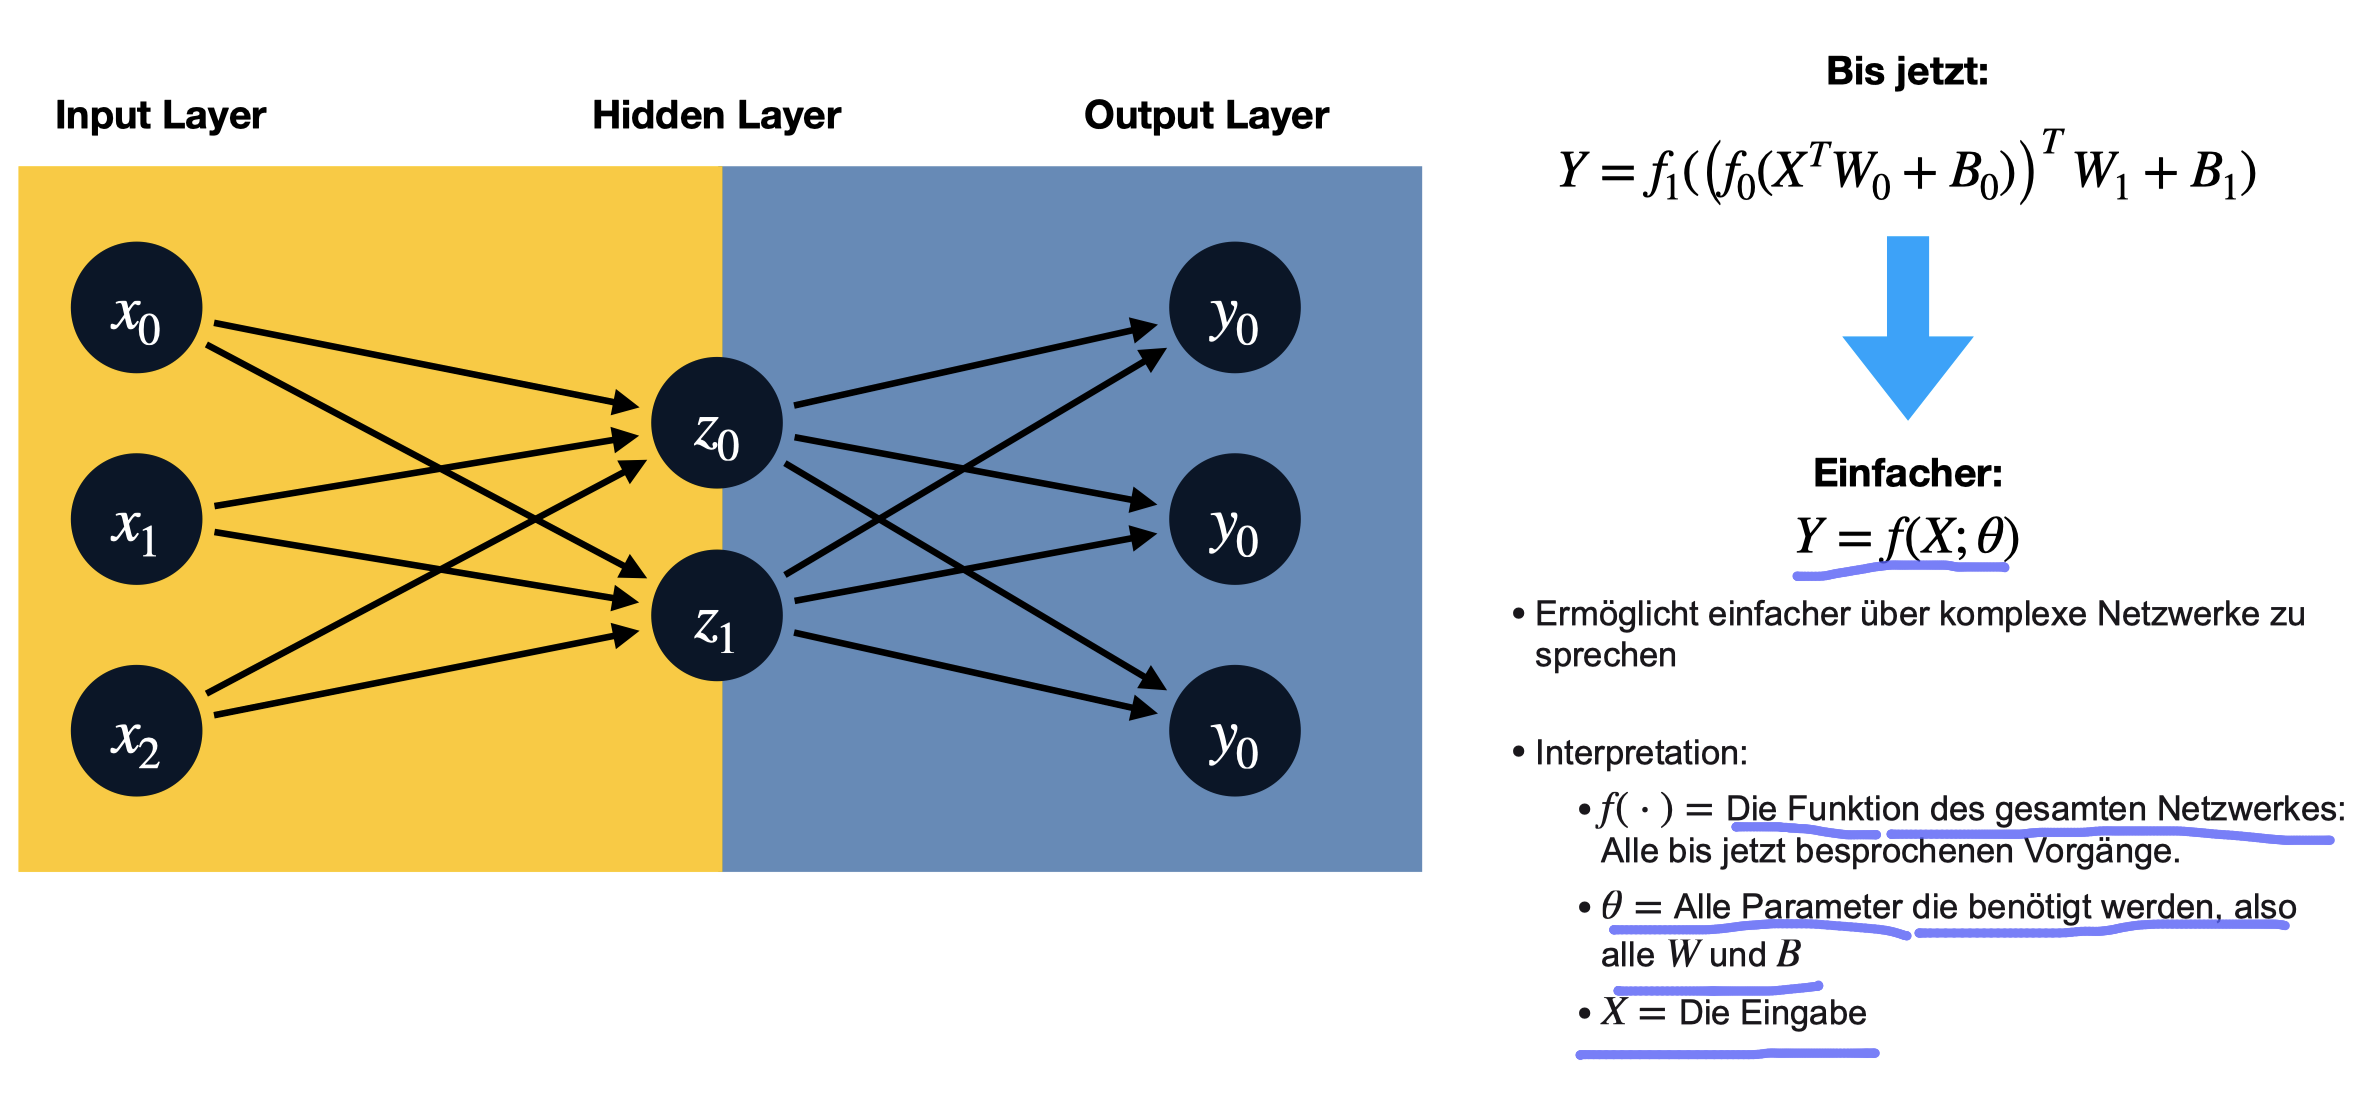 Input Layer
Hidden Layer
Output Layer
x₀
x₁
x₂
z₀
z₁
y₀
y₀
y₀
Bis jetzt:
Y = f₁((f₀(XᵀW₀ + B₀))ᵀ W₁ + B₁)
Einfacher:
Y = f(X; θ)
• Ermöglicht einfacher über komplexe Netzwerke zu
sprechen
• Interpretation:
• f( · ) = Die Funktion des gesamten Netzwerkes:
Alle bis jetzt besprochenen Vorgänge.
• θ = Alle Parameter die benötigt werden, also
alle W und B
• X = Die Eingabe